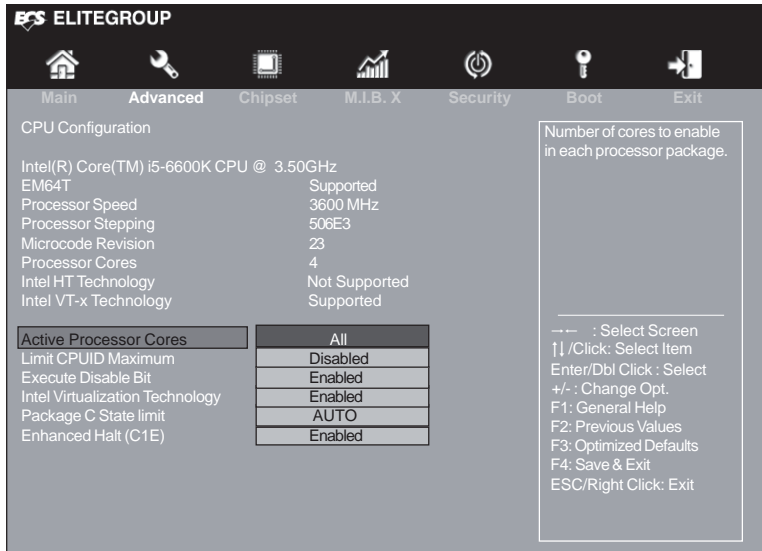 ECS ELITEGROUP
Main Advanced Chipset M.I.B. X Security Boot Exit
CPU Configuration
Intel(R) Core(TM) i5-6600K CPU @ 3.50GHz
EM64T Supported
Processor Speed 3600 MHz
Processor Stepping 506E3
Microcode Revision 23
Processor Cores 4
Intel HT Technology Not Supported
Intel VT-x Technology Supported
Active Processor Cores All
Limit CPUID Maximum Disabled
Execute Disable Bit Enabled
Intel Virtualization Technology Enabled
Package C State limit AUTO
Enhanced Halt (C1E) Enabled
Number of cores to enable
in each processor package.
→← : Select Screen
↑↓/Click: Select Item
Enter/Dbl Click : Select
+/- : Change Opt.
F1: General Help
F2: Previous Values
F3: Optimized Defaults
F4: Save & Exit
ESC/Right Click: Exit